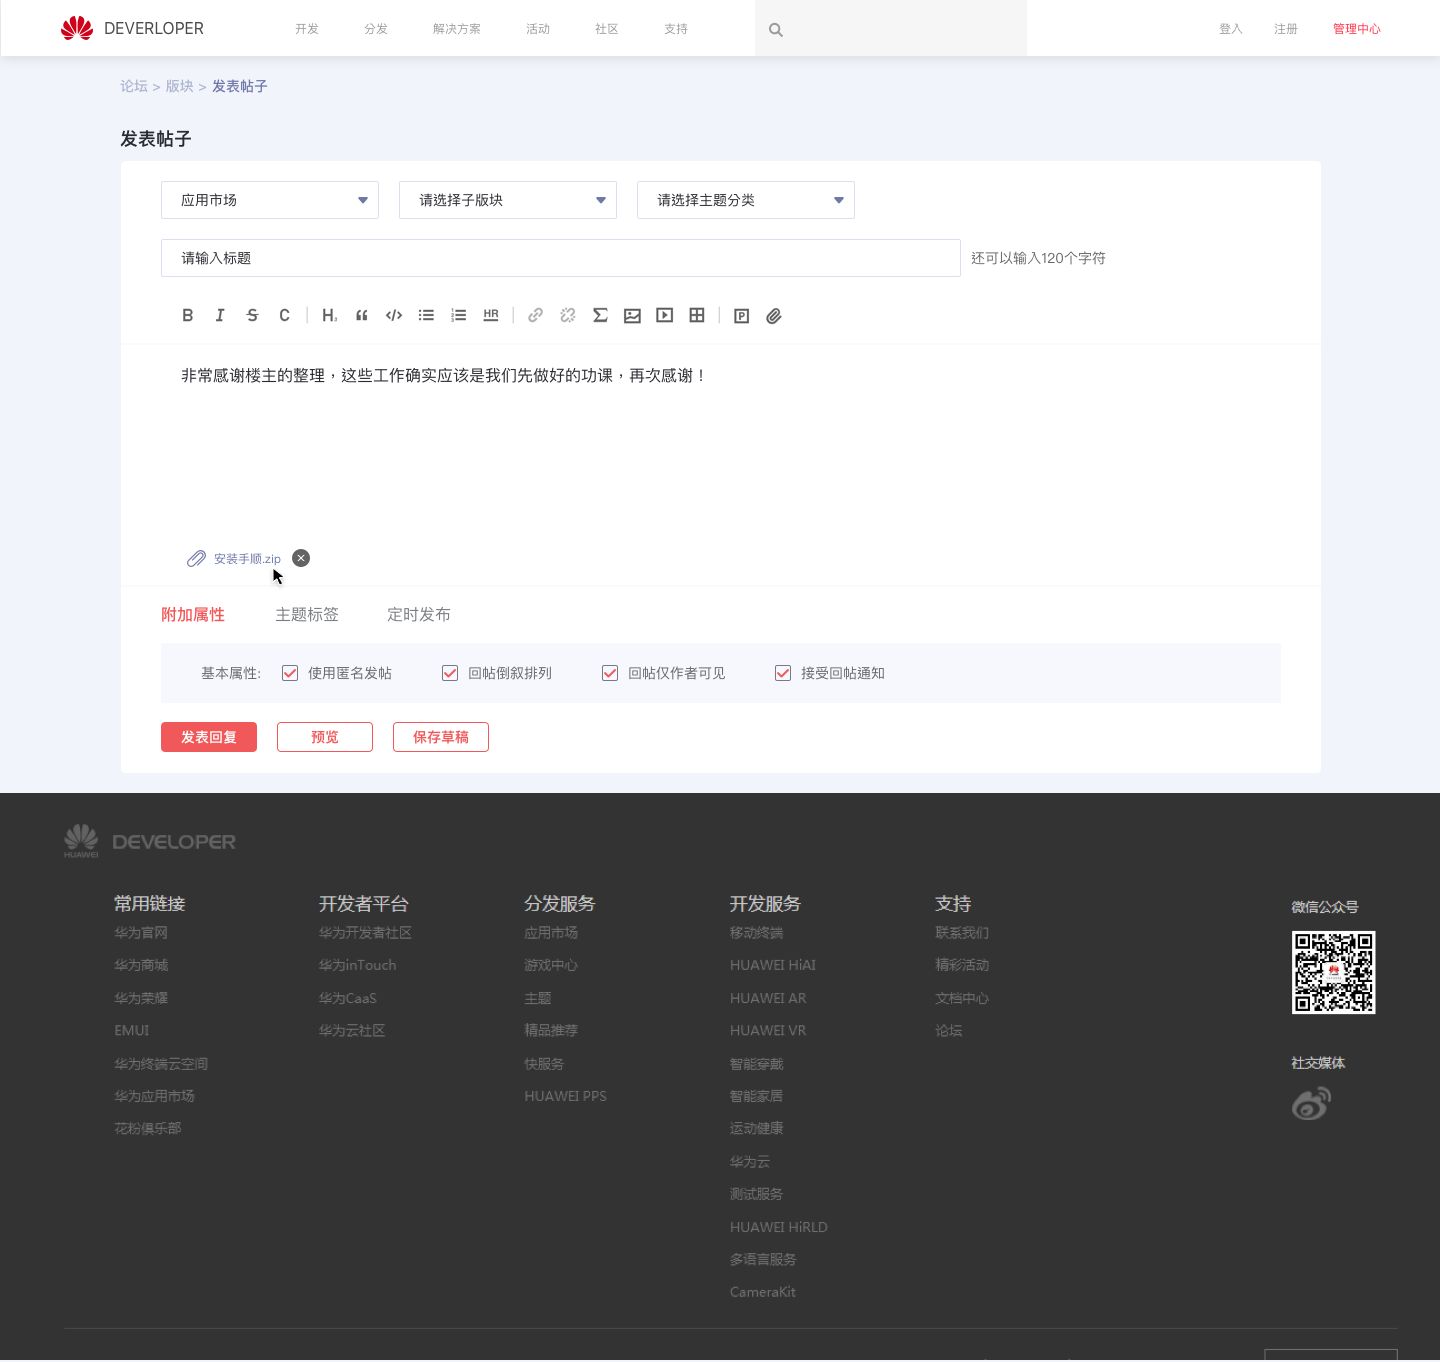 DEVERLOPER 开发 分发 解决方案 活动 社区 支持 登入 注册 管理中心
论坛 > 版块 > 发表帖子
发表帖子
应用市场 请选择子版块 请选择主题分类
请输入标题 还可以输入120个字符
B I S C H₃ “ </> HR P
非常感谢楼主的整理，这些工作确实应该是我们先做好的功课，再次感谢！
安装手顺.zip
附加属性 主题标签 定时发布
基本属性: 使用匿名发帖 回帖倒叙排列 回帖仅作者可见 接受回帖通知
发表回复 预览 保存草稿
HUAWEI DEVELOPER
常用链接
华为官网
华为商城
华为荣耀
EMUI
华为终端云空间
华为应用市场
花粉俱乐部
开发者平台
华为开发者社区
华为inTouch
华为CaaS
华为云社区
分发服务
应用市场
游戏中心
主题
精品推荐
快服务
HUAWEI PPS
开发服务
移动终端
HUAWEI HiAI
HUAWEI AR
HUAWEI VR
智能穿戴
智能家居
运动健康
华为云
测试服务
HUAWEI HiRLD
多语言服务
CameraKit
支持
联系我们
精彩活动
文档中心
论坛
微信公众号
社交媒体